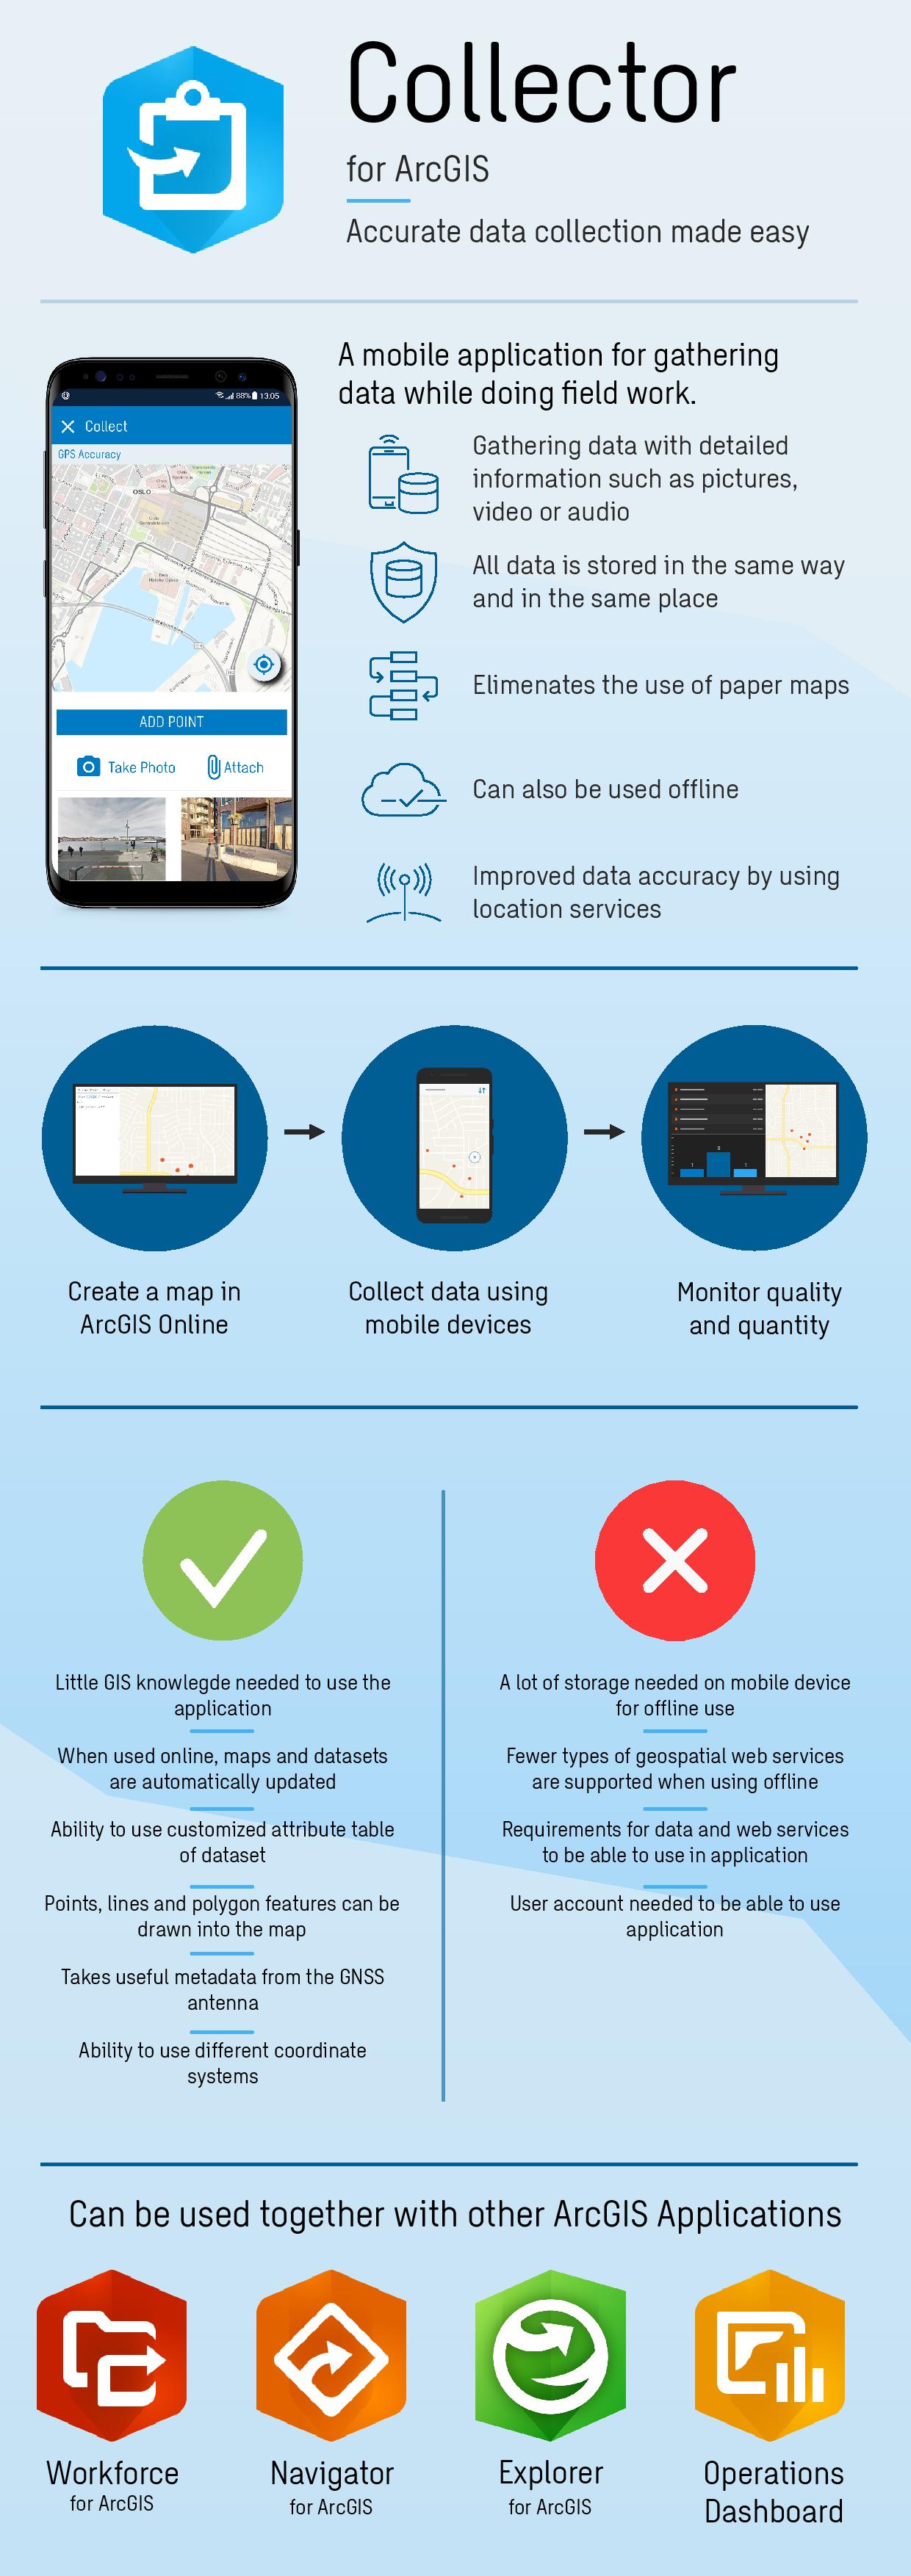 Collector
for ArcGIS
Accurate data collection made easy
A mobile application for gathering
data while doing field work.
88% 13:05
Collect
GPS Accuracy
OSLO
ADD POINT
Take Photo
Attach
Gathering data with detailed
information such as pictures,
video or audio
All data is stored in the same way
and in the same place
Elimenates the use of paper maps
Can also be used offline
Improved data accuracy by using
location services
Create a map in
ArcGIS Online
Collect data using
mobile devices
Monitor quality
and quantity
Little GIS knowlegde needed to use the
application
When used online, maps and datasets
are automatically updated
Ability to use customized attribute table
of dataset
Points, lines and polygon features can be
drawn into the map
Takes useful metadata from the GNSS
antenna
Ability to use different coordinate
systems
A lot of storage needed on mobile device
for offline use
Fewer types of geospatial web services
are supported when using offline
Requirements for data and web services
to be able to use in application
User account needed to be able to use
application
Can be used together with other ArcGIS Applications
Workforce
for ArcGIS
Navigator
for ArcGIS
Explorer
for ArcGIS
Operations
Dashboard